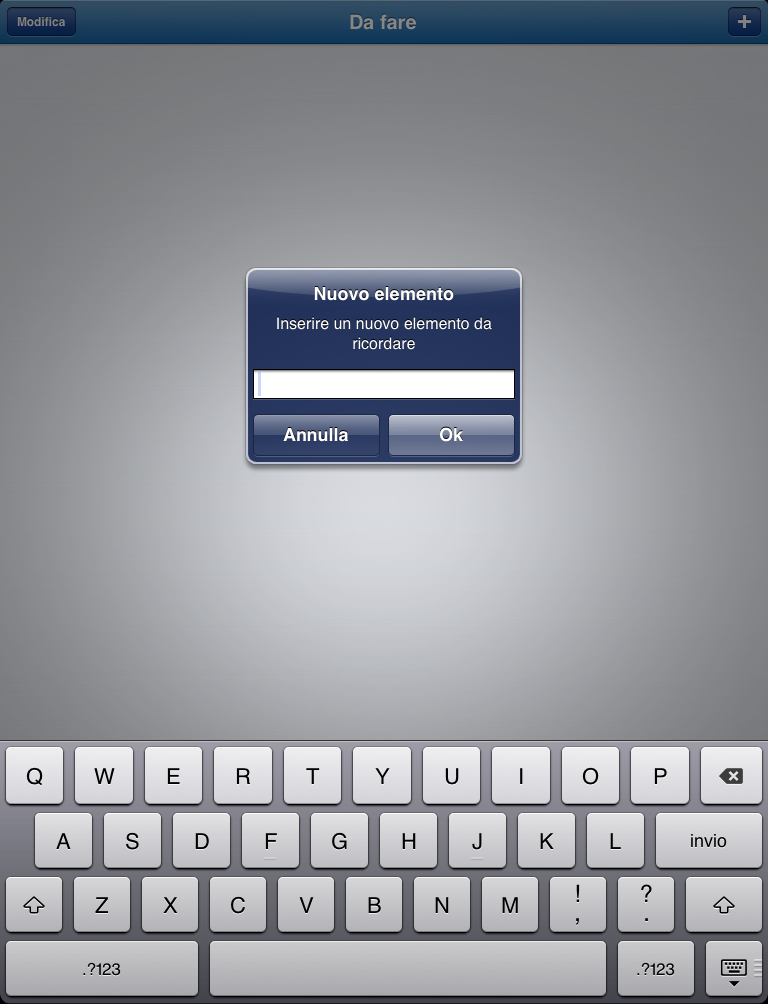 Modifica
Da fare
+
Nuovo elemento
Inserire un nuovo elemento da
ricordare
Annulla Ok
Q W E R T Y U I O P
A S D F G H J K L invio
Z X C V B N M ! , ? .
.?123 .?123